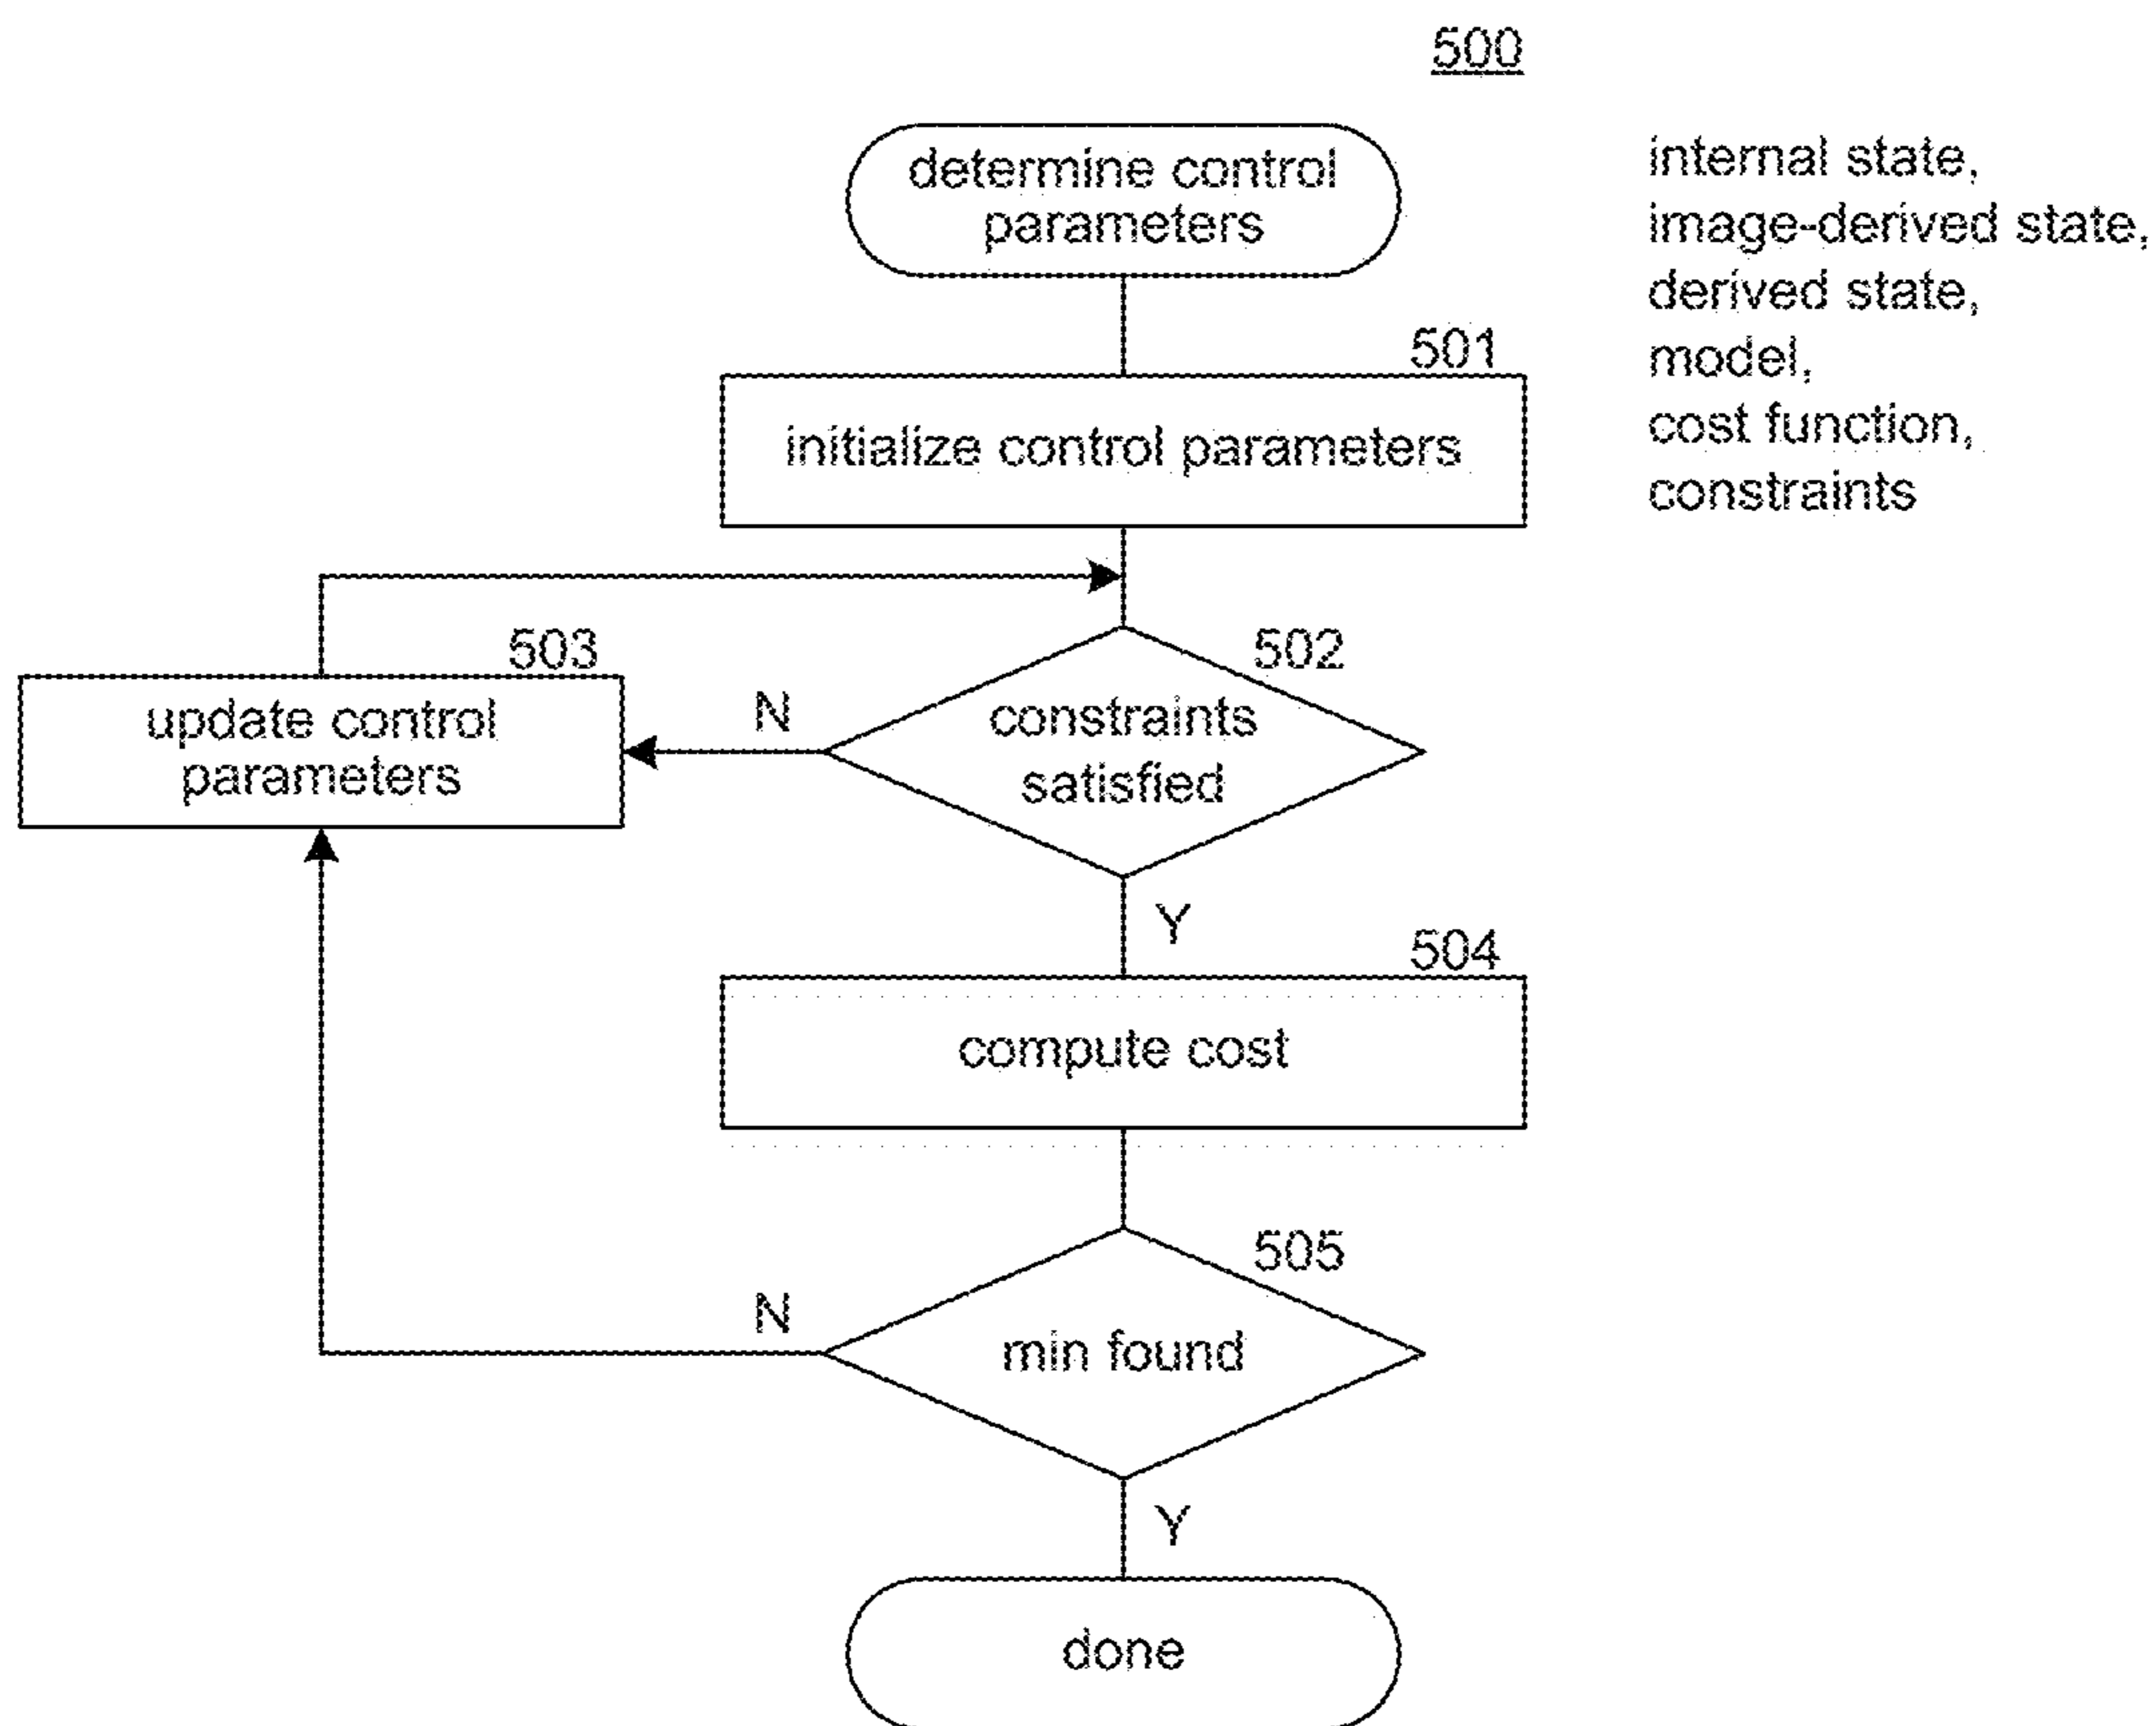 500
determine control
parameters
internal state,
image-derived state,
derived state,
model,
cost function,
constraints
501
initialize control parameters
503
update control
parameters
N
502
constraints
satisfied
Y
504
compute cost
505
N
min found
Y
done